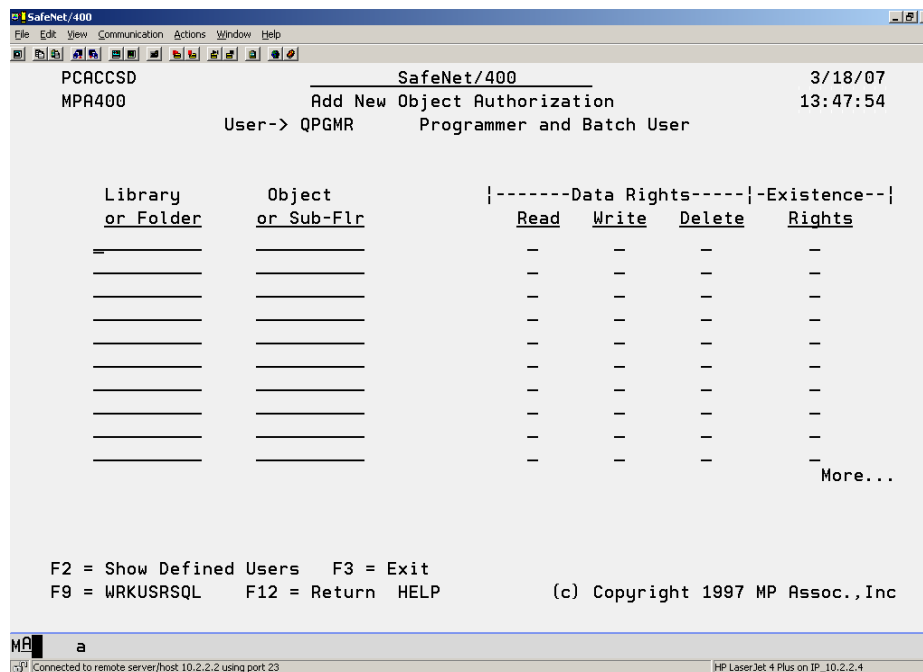 SafeNet/400
File Edit View Communication Actions Window Help
PCACCSD SafeNet/400 3/18/07
MPA400 Add New Object Authorization 13:47:54
User-> QPGMR Programmer and Batch User
Library Object |-------Data Rights-----|-Existence--|
or Folder or Sub-Flr Read Write Delete Rights
More...
F2 = Show Defined Users F3 = Exit
F9 = WRKUSRSQL F12 = Return HELP (c) Copyright 1997 MP Assoc.,Inc
MA a
Connected to remote server/host 10.2.2.2 using port 23 HP LaserJet 4 Plus on IP_10.2.2.4